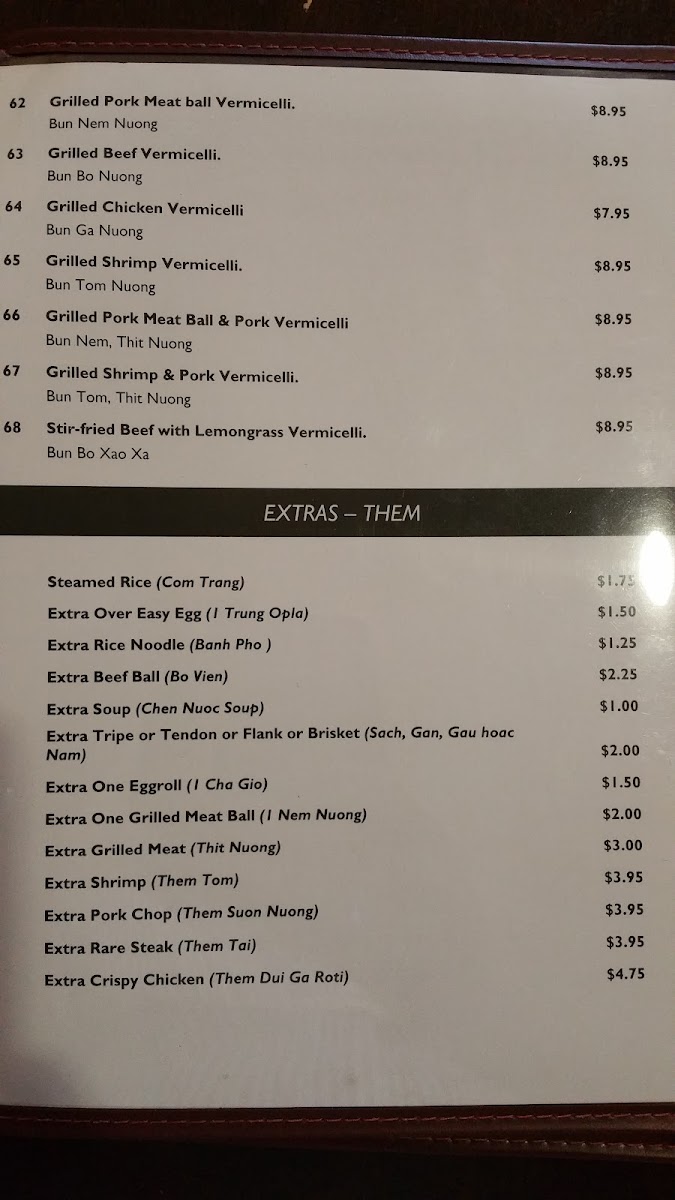 62 Grilled Pork Meat ball Vermicelli. $8.95
Bun Nem Nuong
63 Grilled Beef Vermicelli. $8.95
Bun Bo Nuong
64 Grilled Chicken Vermicelli $7.95
Bun Ga Nuong
65 Grilled Shrimp Vermicelli. $8.95
Bun Tom Nuong
66 Grilled Pork Meat Ball & Pork Vermicelli $8.95
Bun Nem, Thit Nuong
67 Grilled Shrimp & Pork Vermicelli. $8.95
Bun Tom, Thit Nuong
68 Stir-fried Beef with Lemongrass Vermicelli. $8.95
Bun Bo Xao Xa
EXTRAS – THEM
Steamed Rice (Com Trang) $1.75
Extra Over Easy Egg (1 Trung Opla) $1.50
Extra Rice Noodle (Banh Pho ) $1.25
Extra Beef Ball (Bo Vien) $2.25
Extra Soup (Chen Nuoc Soup) $1.00
Extra Tripe or Tendon or Flank or Brisket (Sach, Gan, Gau hoac
Nam) $2.00
Extra One Eggroll (1 Cha Gio) $1.50
Extra One Grilled Meat Ball (1 Nem Nuong) $2.00
Extra Grilled Meat (Thit Nuong) $3.00
Extra Shrimp (Them Tom) $3.95
Extra Pork Chop (Them Suon Nuong) $3.95
Extra Rare Steak (Them Tai) $3.95
Extra Crispy Chicken (Them Dui Ga Roti) $4.75